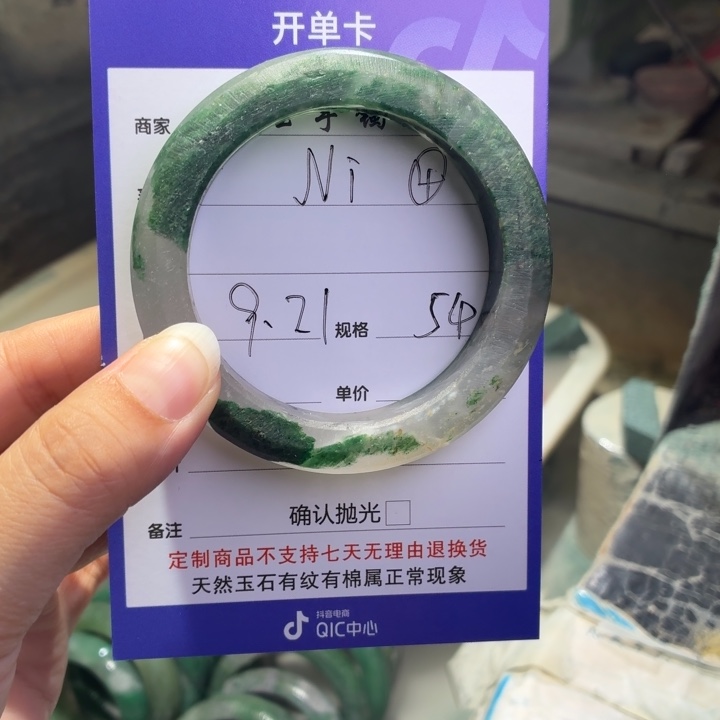 开单卡
商家
Ni ④
9.21 规格 54
单价
备注 确认抛光
定制商品不支持七天无理由退换货
天然玉石有纹有棉属正常现象
抖音电商
QIC中心